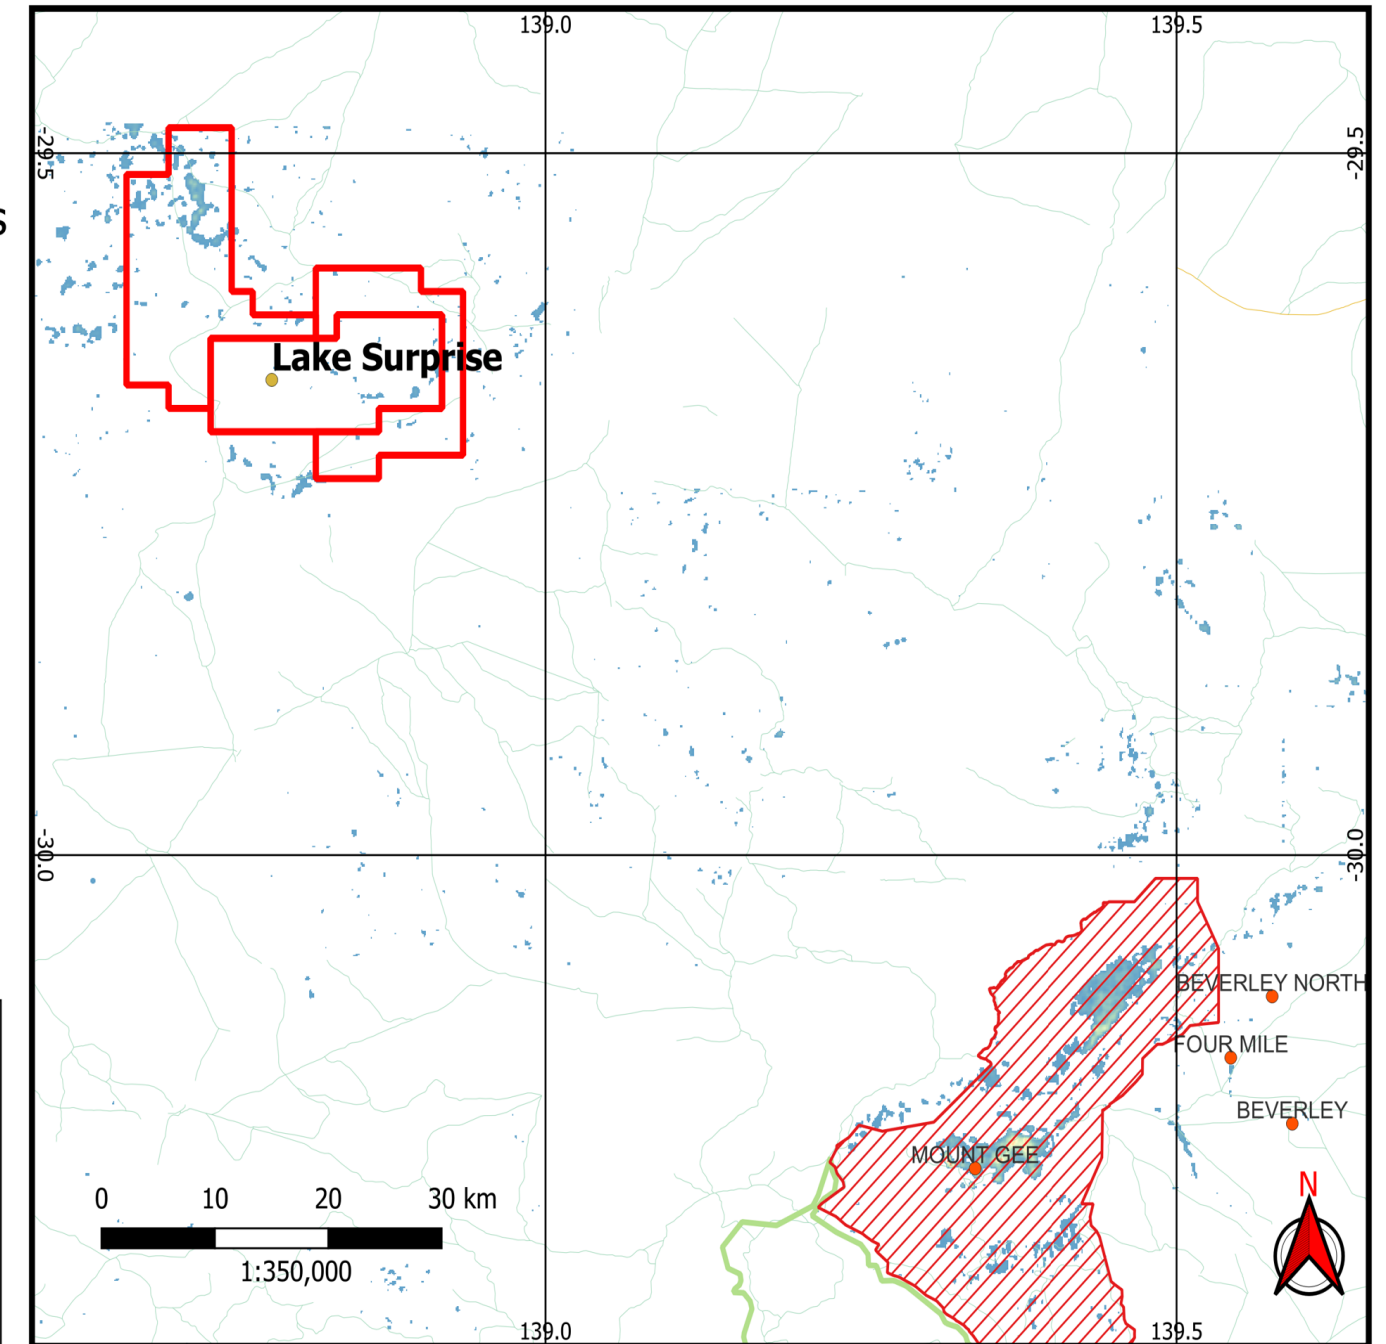 139.0 139.5
-29.5 -29.5
S
Lake Surprise
-30.0 -30.0
BEVERLEY NORTH
FOUR MILE
BEVERLEY
MOUNT GEE
N
0 10 20 30 km
1:350,000
139.0 139.5